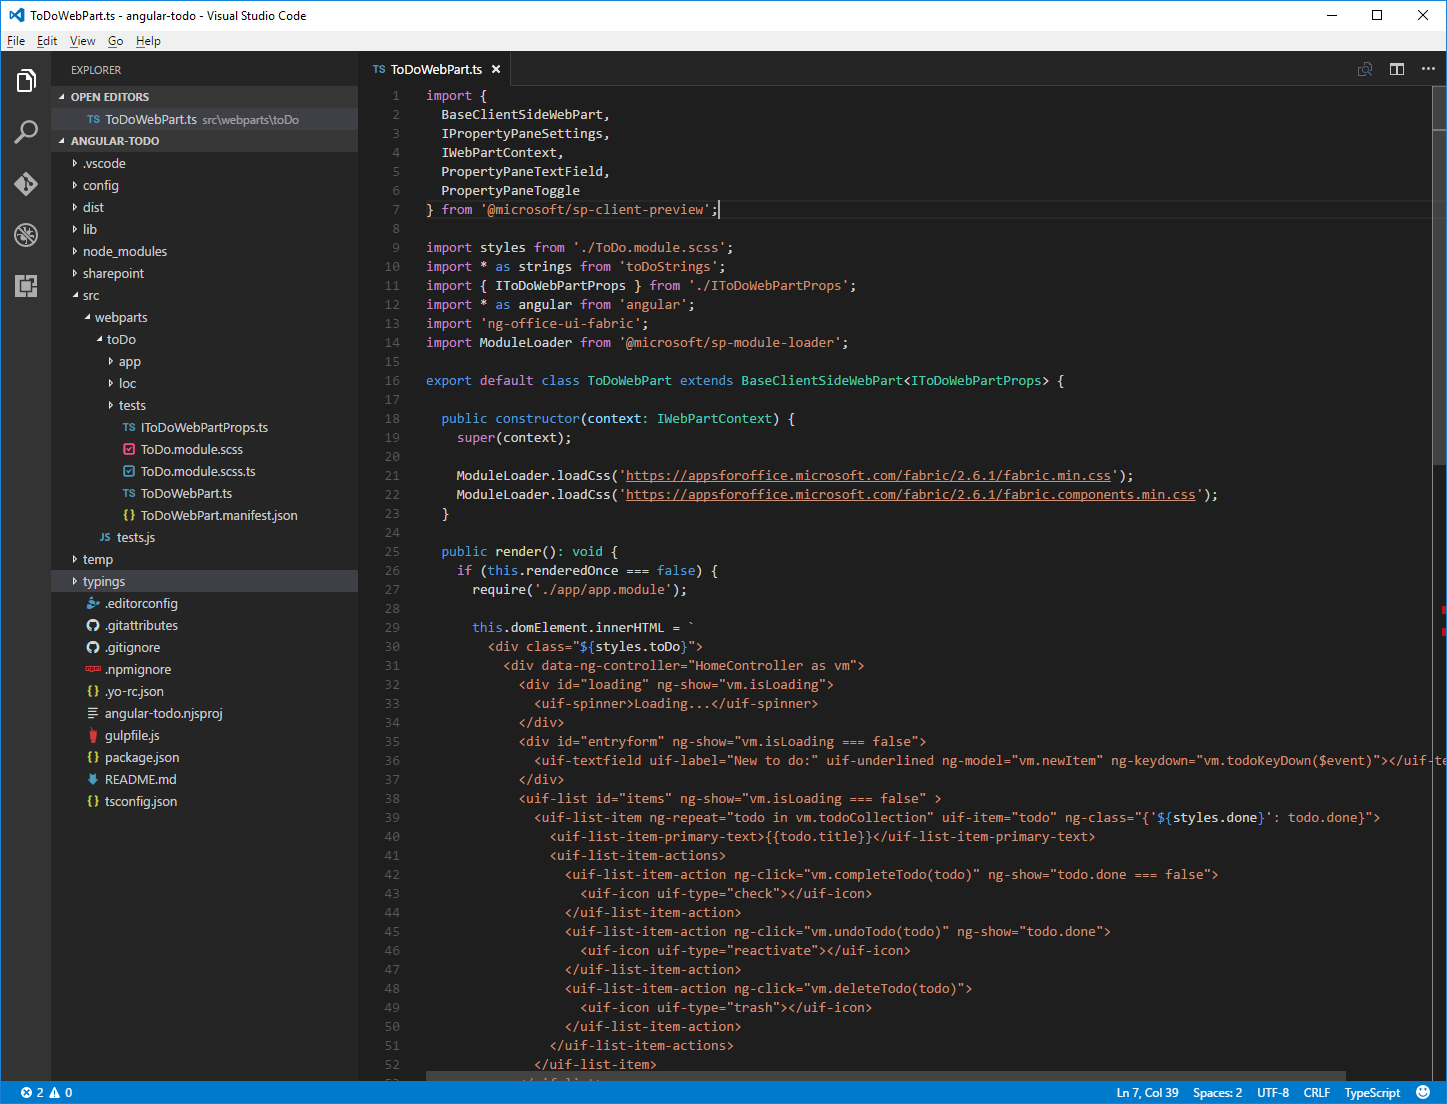 ToDoWebPart.ts - angular-todo - Visual Studio Code
File Edit View Go Help
EXPLORER
OPEN EDITORS
TS ToDoWebPart.ts src\webparts\toDo
ANGULAR-TODO
.vscode
config
dist
lib
node_modules
sharepoint
src
webparts
toDo
app
loc
tests
TS IToDoWebPartProps.ts
ToDo.module.scss
ToDo.module.scss.ts
TS ToDoWebPart.ts
{} ToDoWebPart.manifest.json
JS tests.js
temp
typings
.editorconfig
.gitattributes
.gitignore
.npmignore
{} .yo-rc.json
angular-todo.njsproj
gulpfile.js
{} package.json
README.md
{} tsconfig.json
TS ToDoWebPart.ts
1 import {
2   BaseClientSideWebPart,
3   IPropertyPaneSettings,
4   IWebPartContext,
5   PropertyPaneTextField,
6   PropertyPaneToggle
7 } from '@microsoft/sp-client-preview';
8
9 import styles from './ToDo.module.scss';
10 import * as strings from 'toDoStrings';
11 import { IToDoWebPartProps } from './IToDoWebPartProps';
12 import * as angular from 'angular';
13 import 'ng-office-ui-fabric';
14 import ModuleLoader from '@microsoft/sp-module-loader';
15
16 export default class ToDoWebPart extends BaseClientSideWebPart<IToDoWebPartProps> {
17
18   public constructor(context: IWebPartContext) {
19     super(context);
20
21     ModuleLoader.loadCss('https://appsforoffice.microsoft.com/fabric/2.6.1/fabric.min.css');
22     ModuleLoader.loadCss('https://appsforoffice.microsoft.com/fabric/2.6.1/fabric.components.min.css');
23   }
24
25   public render(): void {
26     if (this.renderedOnce === false) {
27       require('./app/app.module');
28
29       this.domElement.innerHTML = `
30         <div class="${styles.toDo}">
31           <div data-ng-controller="HomeController as vm">
32             <div id="loading" ng-show="vm.isLoading">
33               <uif-spinner>Loading...</uif-spinner>
34             </div>
35             <div id="entryform" ng-show="vm.isLoading === false">
36               <uif-textfield uif-label="New to do:" uif-underlined ng-model="vm.newItem" ng-keydown="vm.todoKeyDown($event)"></uif-te
37             </div>
38             <uif-list id="items" ng-show="vm.isLoading === false" >
39               <uif-list-item ng-repeat="todo in vm.todoCollection" uif-item="todo" ng-class="{'${styles.done}': todo.done}">
40                 <uif-list-item-primary-text>{{todo.title}}</uif-list-item-primary-text>
41                 <uif-list-item-actions>
42                   <uif-list-item-action ng-click="vm.completeTodo(todo)" ng-show="todo.done === false">
43                     <uif-icon uif-type="check"></uif-icon>
44                   </uif-list-item-action>
45                   <uif-list-item-action ng-click="vm.undoTodo(todo)" ng-show="todo.done">
46                     <uif-icon uif-type="reactivate"></uif-icon>
47                   </uif-list-item-action>
48                   <uif-list-item-action ng-click="vm.deleteTodo(todo)">
49                     <uif-icon uif-type="trash"></uif-icon>
50                   </uif-list-item-action>
51                 </uif-list-item-actions>
52               </uif-list-item>
2 0 Ln 7, Col 39 Spaces: 2 UTF-8 CRLF TypeScript